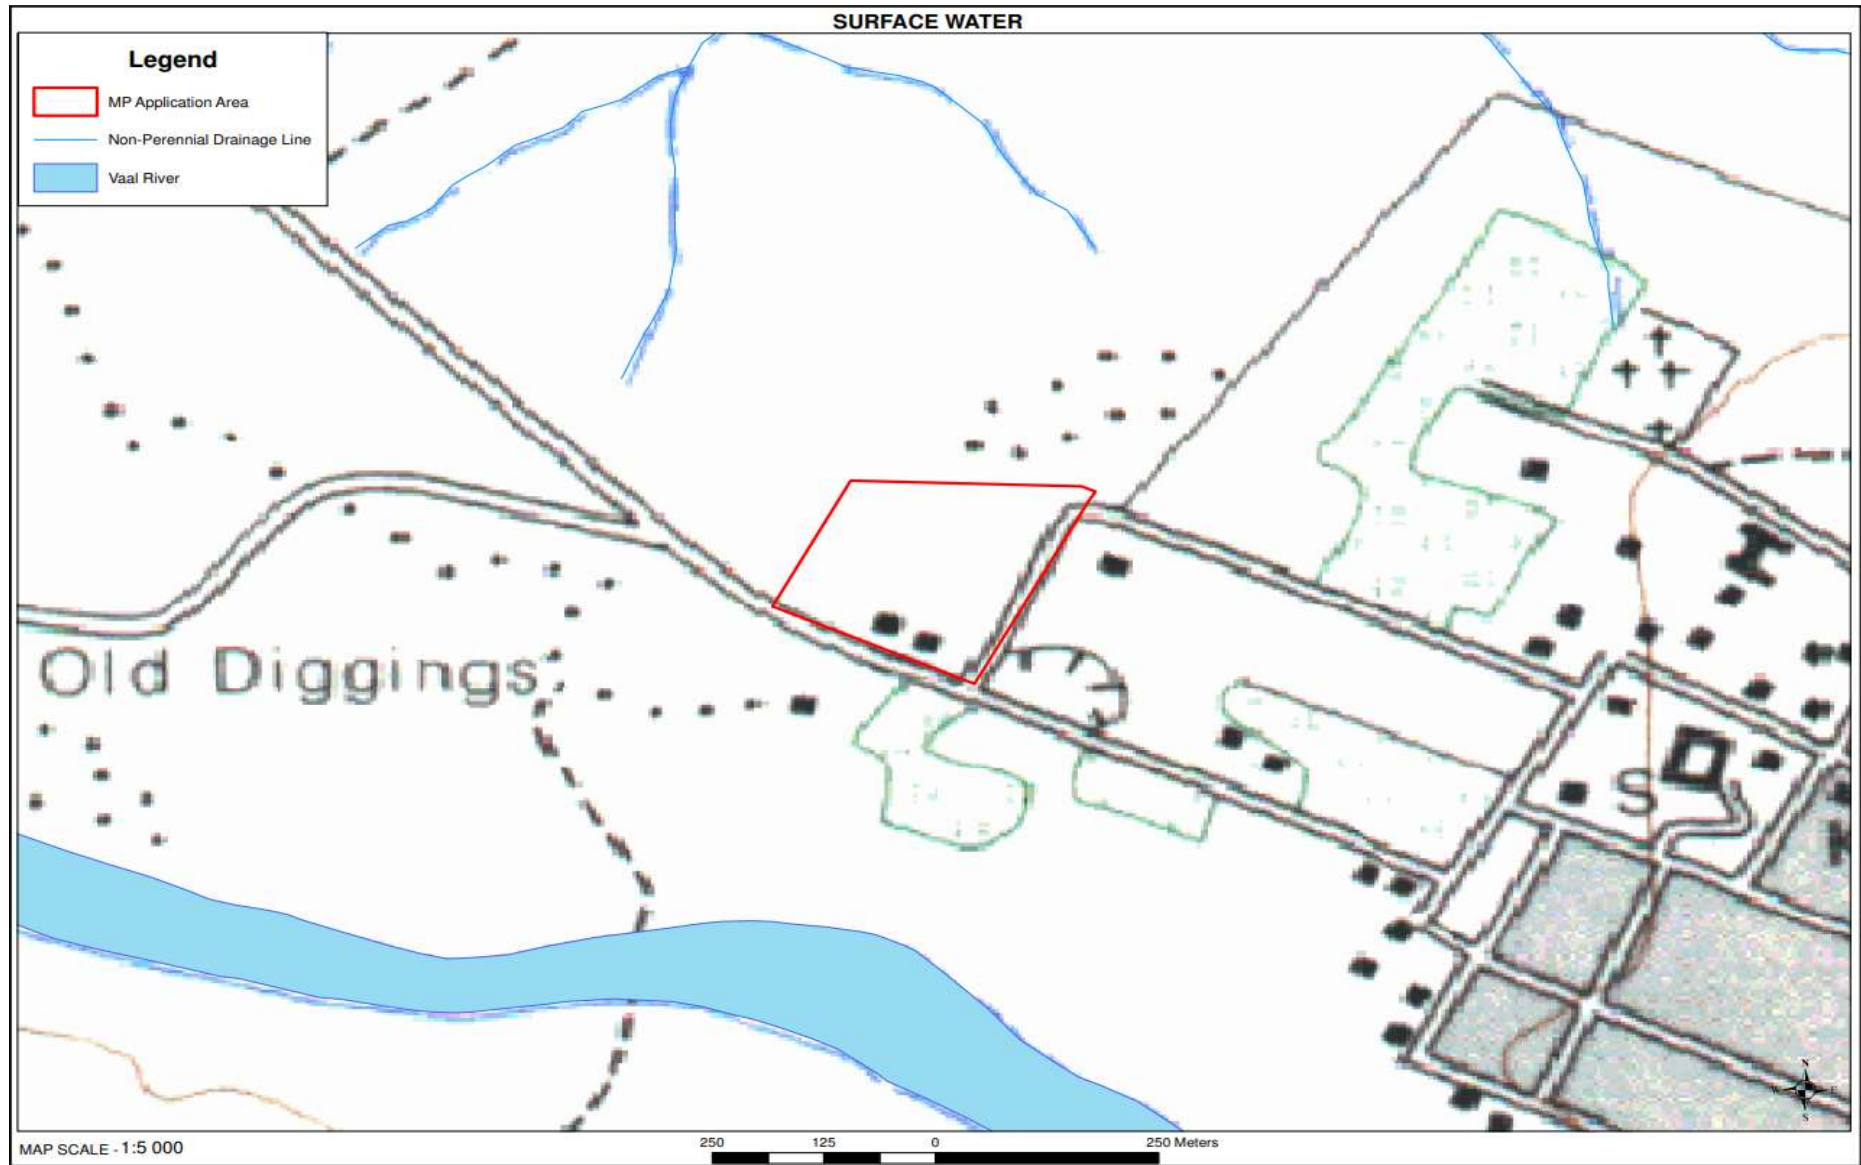 SURFACE WATER
Legend
MP Application Area
Non-Perennial Drainage Line
Vaal River
Old Diggings
S
K
N
W E
S
MAP SCALE - 1:5 000
250 125 0 250 Meters